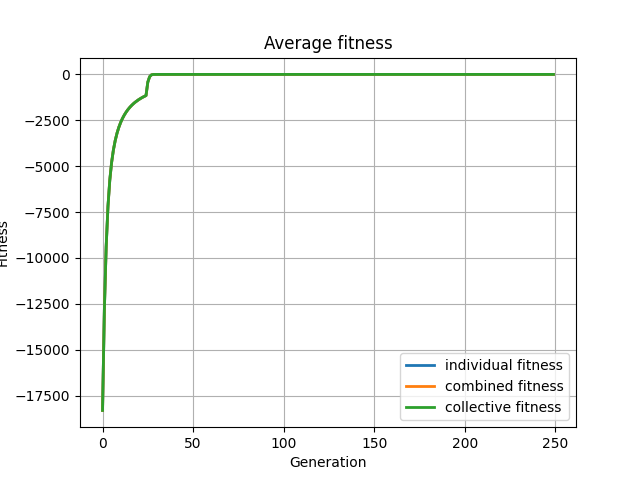 Average fitness
0
−2500
−5000
−7500
−10000
−12500
−15000
−17500
Fitness
individual fitness
combined fitness
collective fitness
0 50 100 150 200 250
Generation